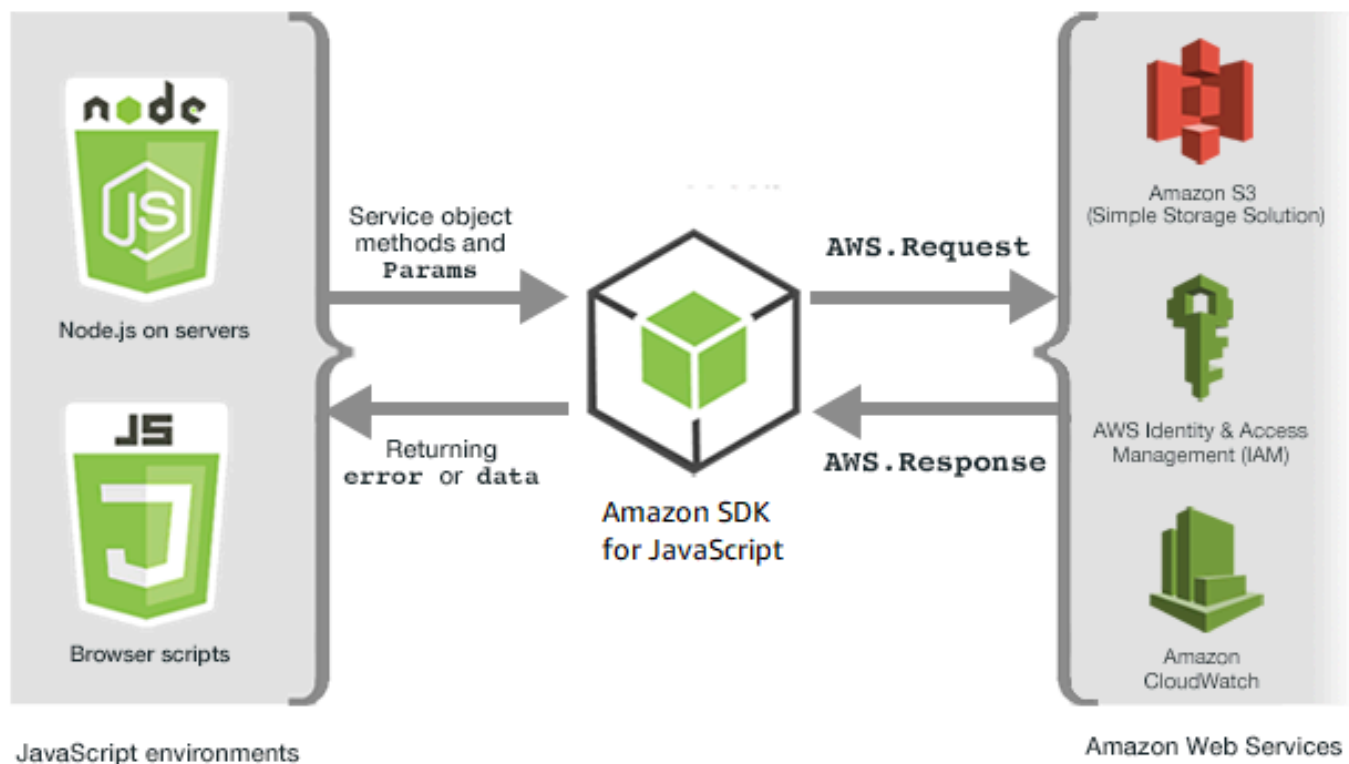 node
JS
Node.js on servers
JS
Browser scripts
JavaScript environments
Service object
methods and
Params
Returning
error or data
Amazon SDK
for JavaScript
AWS.Request
AWS.Response
Amazon S3
(Simple Storage Solution)
AWS Identity & Access
Management (IAM)
Amazon
CloudWatch
Amazon Web Services